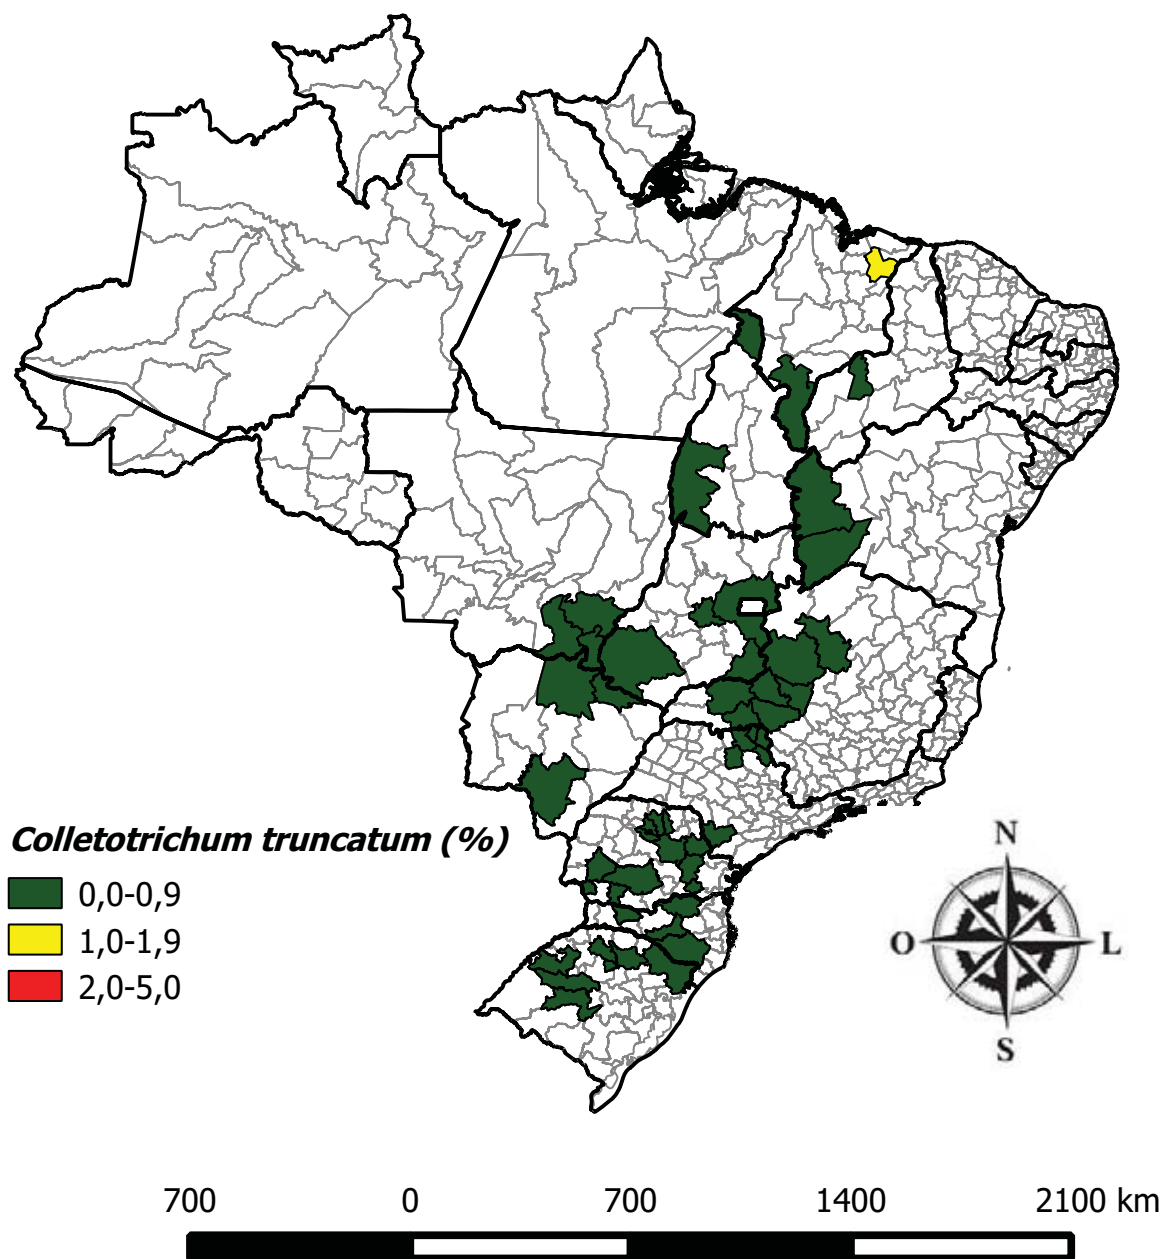 Colletotrichum truncatum (%)
0,0-0,9
1,0-1,9
2,0-5,0
N
O
L
S
700 0 700 1400 2100 km